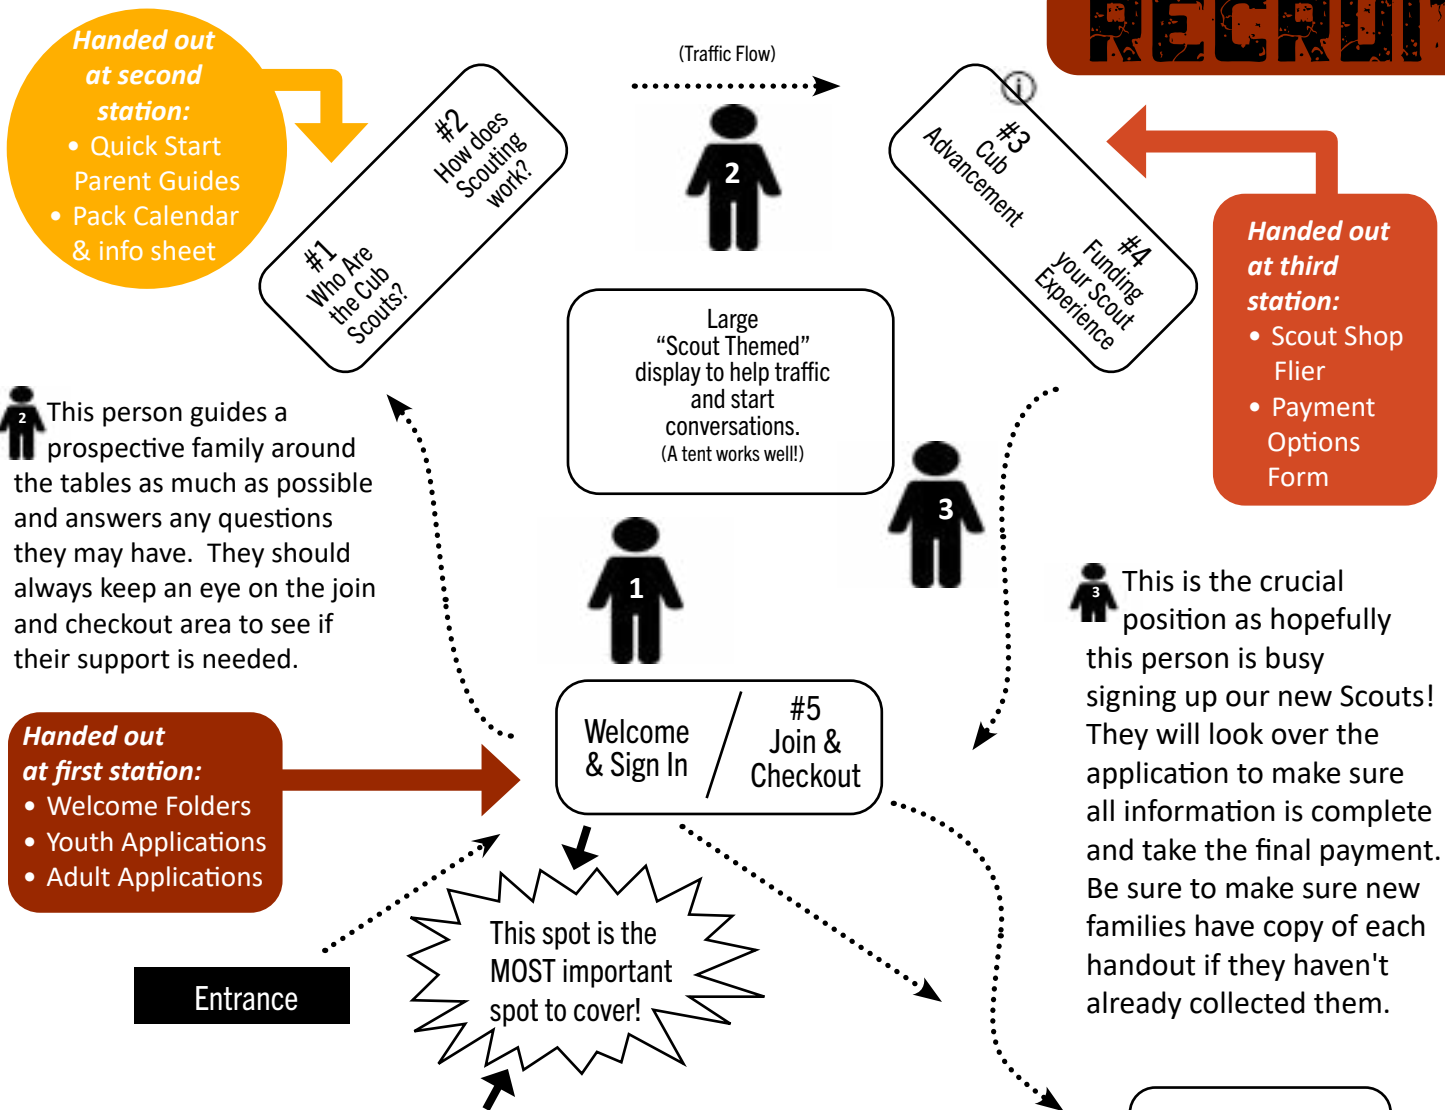 RECRUIT
Handed out
at second
station:
• Quick Start
Parent Guides
• Pack Calendar
& info sheet
(Traffic Flow)
#2
How does
Scouting
work?
#1
Who Are
the Cub
Scouts?
2
#3
Cub
Advancement
#4
Funding
your Scout
Experience
Handed out
at third
station:
• Scout Shop
Flier
• Payment
Options
Form
Large
“Scout Themed”
display to help traffic
and start
conversations.
(A tent works well!)
2
This person guides a
prospective family around
the tables as much as possible
and answers any questions
they may have. They should
always keep an eye on the join
and checkout area to see if
their support is needed.
1
3
3
This is the crucial
position as hopefully
this person is busy
signing up our new Scouts!
They will look over the
application to make sure
all information is complete
and take the final payment.
Be sure to make sure new
families have copy of each
handout if they haven't
already collected them.
Handed out
at first station:
• Welcome Folders
• Youth Applications
• Adult Applications
Welcome
& Sign In
#5
Join &
Checkout
This spot is the
MOST important
spot to cover!
Entrance